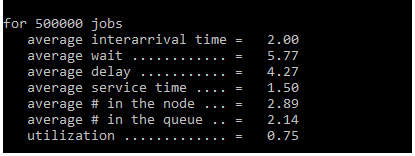 for 500000 jobs
average interarrival time = 2.00
average wait ............ = 5.77
average delay ........... = 4.27
average service time .... = 1.50
average # in the node ... = 2.89
average # in the queue .. = 2.14
utilization ............. = 0.75